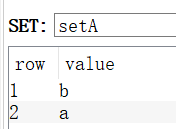 SET: setA
row value
1 b
2 a